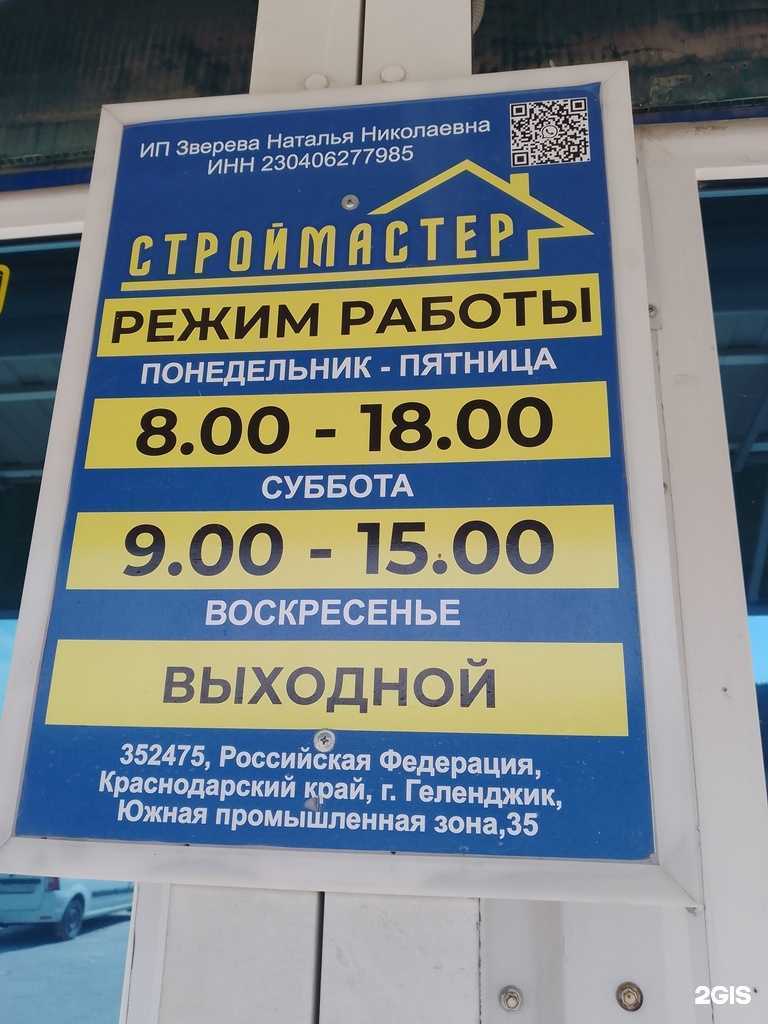 ИП Зверева Наталья Николаевна
ИНН 230406277985
СТРОЙМАСТЕР
РЕЖИМ РАБОТЫ
ПОНЕДЕЛЬНИК - ПЯТНИЦА
8.00 - 18.00
СУББОТА
9.00 - 15.00
ВОСКРЕСЕНЬЕ
ВЫХОДНОЙ
352475, Российская Федерация,
Краснодарский край, г. Геленджик,
Южная промышленная зона,35
2GIS